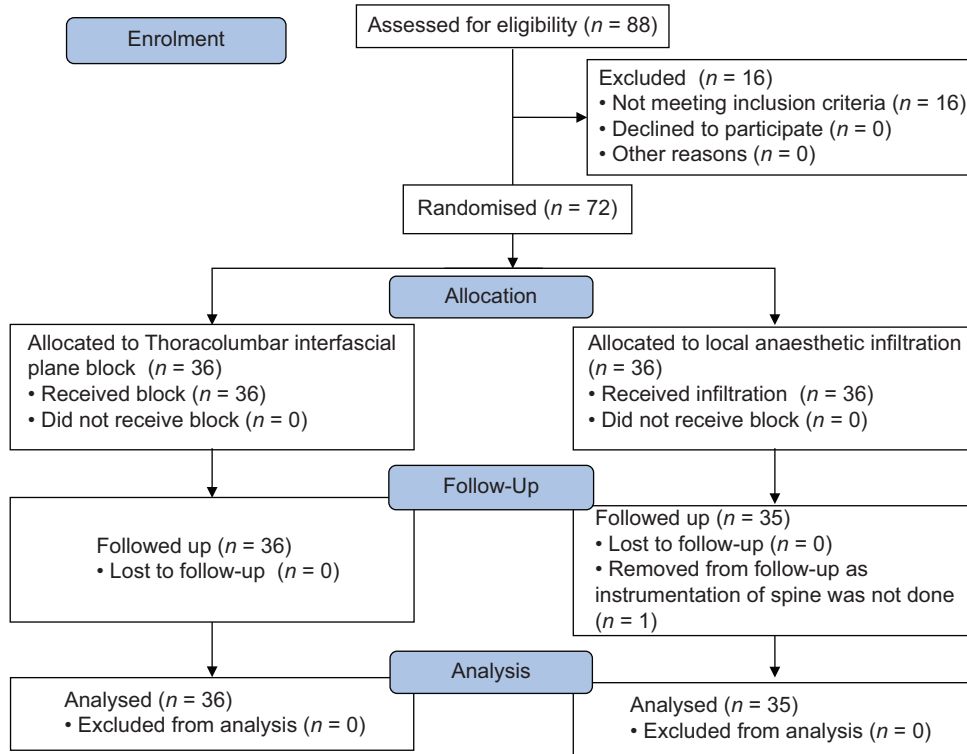 Enrolment
Assessed for eligibility (n = 88)
Excluded (n = 16)
• Not meeting inclusion criteria (n = 16)
• Declined to participate (n = 0)
• Other reasons (n = 0)
Randomised (n = 72)
Allocation
Allocated to Thoracolumbar interfascial
plane block (n = 36)
• Received block (n = 36)
• Did not receive block (n = 0)
Allocated to local anaesthetic infiltration
(n = 36)
• Received infiltration (n = 36)
• Did not receive block (n = 0)
Follow-Up
Followed up (n = 36)
• Lost to follow-up (n = 0)
Followed up (n = 35)
• Lost to follow-up (n = 0)
• Removed from follow-up as
instrumentation of spine was not done
(n = 1)
Analysis
Analysed (n = 36)
• Excluded from analysis (n = 0)
Analysed (n = 35)
• Excluded from analysis (n = 0)